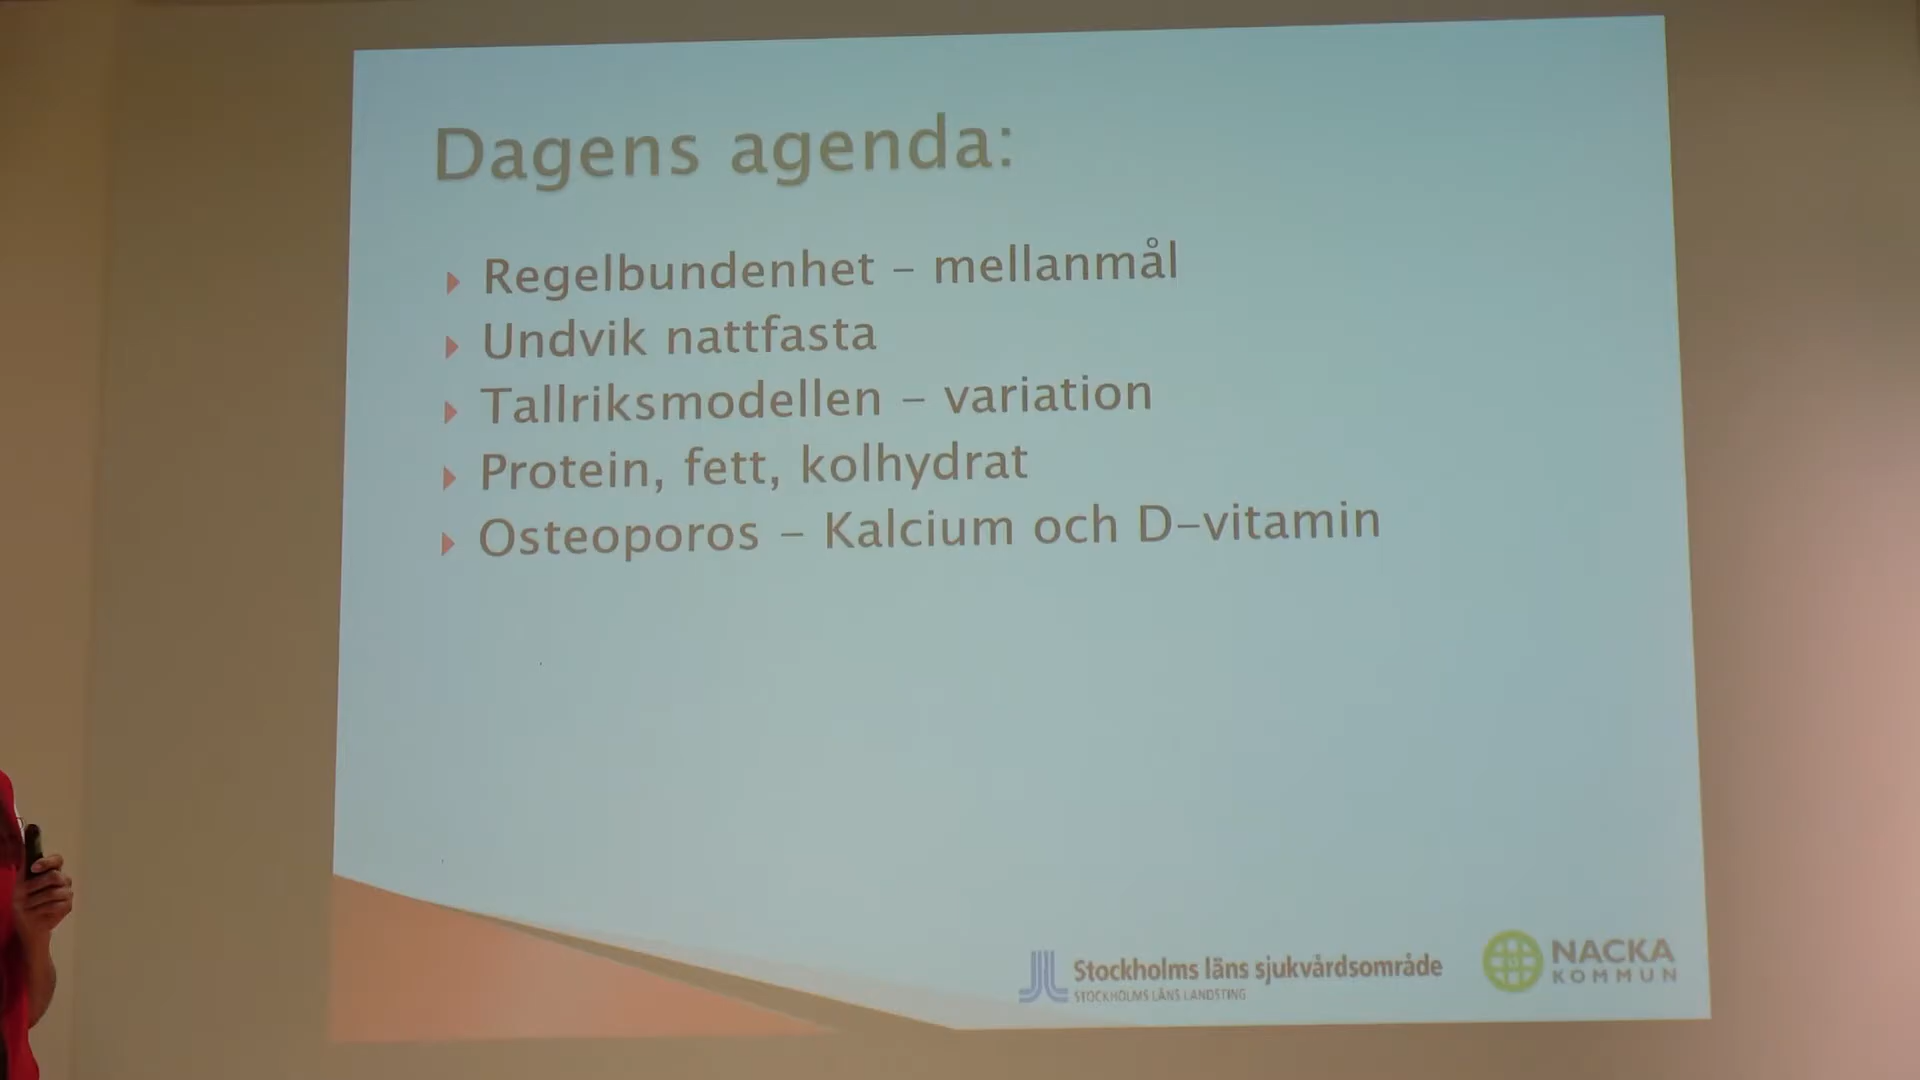 Dagens agenda:
Regelbundenhet – mellanmål
Undvik nattfasta
Tallriksmodellen – variation
Protein, fett, kolhydrat
Osteoporos – Kalcium och D-vitamin
Stockholms läns sjukvårdsområde
STOCKHOLMS LÄNS LANDSTING
NACKA
KOMMUN